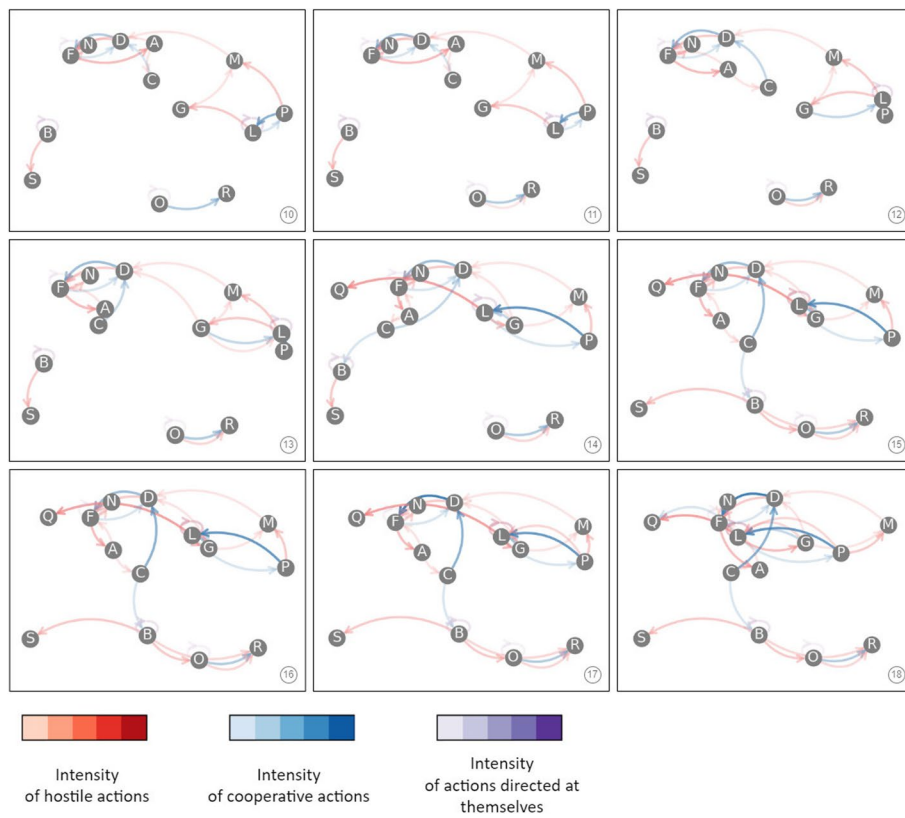 F N D A
C
M
G
P
L
B
S
O R
10
F N D A
C
M
G
P
L
B
S
O R
11
F N D
A
C
M
G
L
P
B
S
O R
12
F N D
A
C
M
G
L
P
B
S
O R
13
Q
F N D
A
C
L
G
M
P
B
S
O R
14
Q
F N D
A
C
L
G
M
P
B
S
O R
15
Q
F N D
A
C
L
G
M
P
B
S
O R
16
Q
F N D
A
C
L
G
M
P
B
S
O R
17
Q
N D
F
L
G
M
P
C A
B
S
O R
18
Intensity
of hostile actions
Intensity
of cooperative actions
Intensity
of actions directed at
themselves